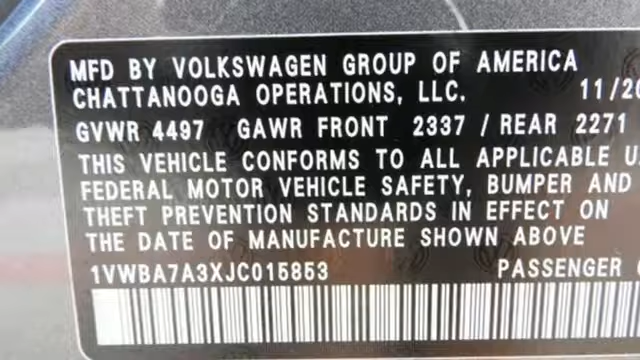 MFD BY VOLKSWAGEN GROUP OF AMERICA
CHATTANOOGA OPERATIONS, LLC. 11/20
GVWR 4497 GAWR FRONT 2337 / REAR 2271
THIS VEHICLE CONFORMS TO ALL APPLICABLE U
FEDERAL MOTOR VEHICLE SAFETY, BUMPER AND
THEFT PREVENTION STANDARDS IN EFFECT ON
THE DATE OF MANUFACTURE SHOWN ABOVE
1VWBA7A3XJC015853 PASSENGER